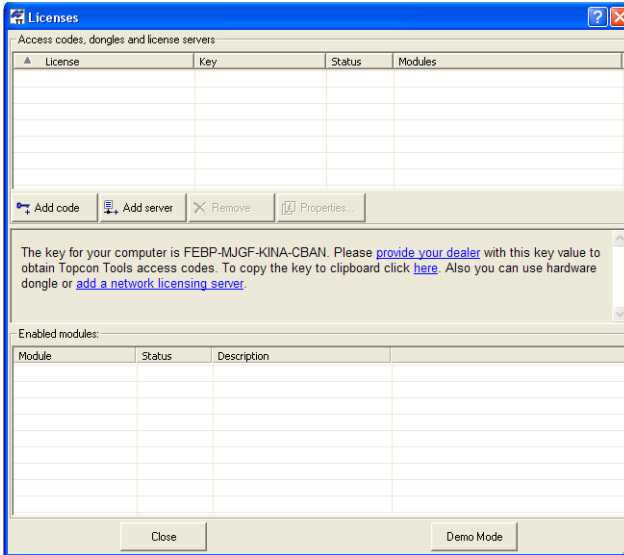 Licenses
Access codes, dongles and license servers
License Key Status Modules
Add code Add server Remove Properties...
The key for your computer is FEBP-MJGF-KINA-CBAN. Please provide your dealer with this key value to
obtain Topcon Tools access codes. To copy the key to clipboard click here. Also you can use hardware
dongle or add a network licensing server.
Enabled modules:
Module Status Description
Close Demo Mode